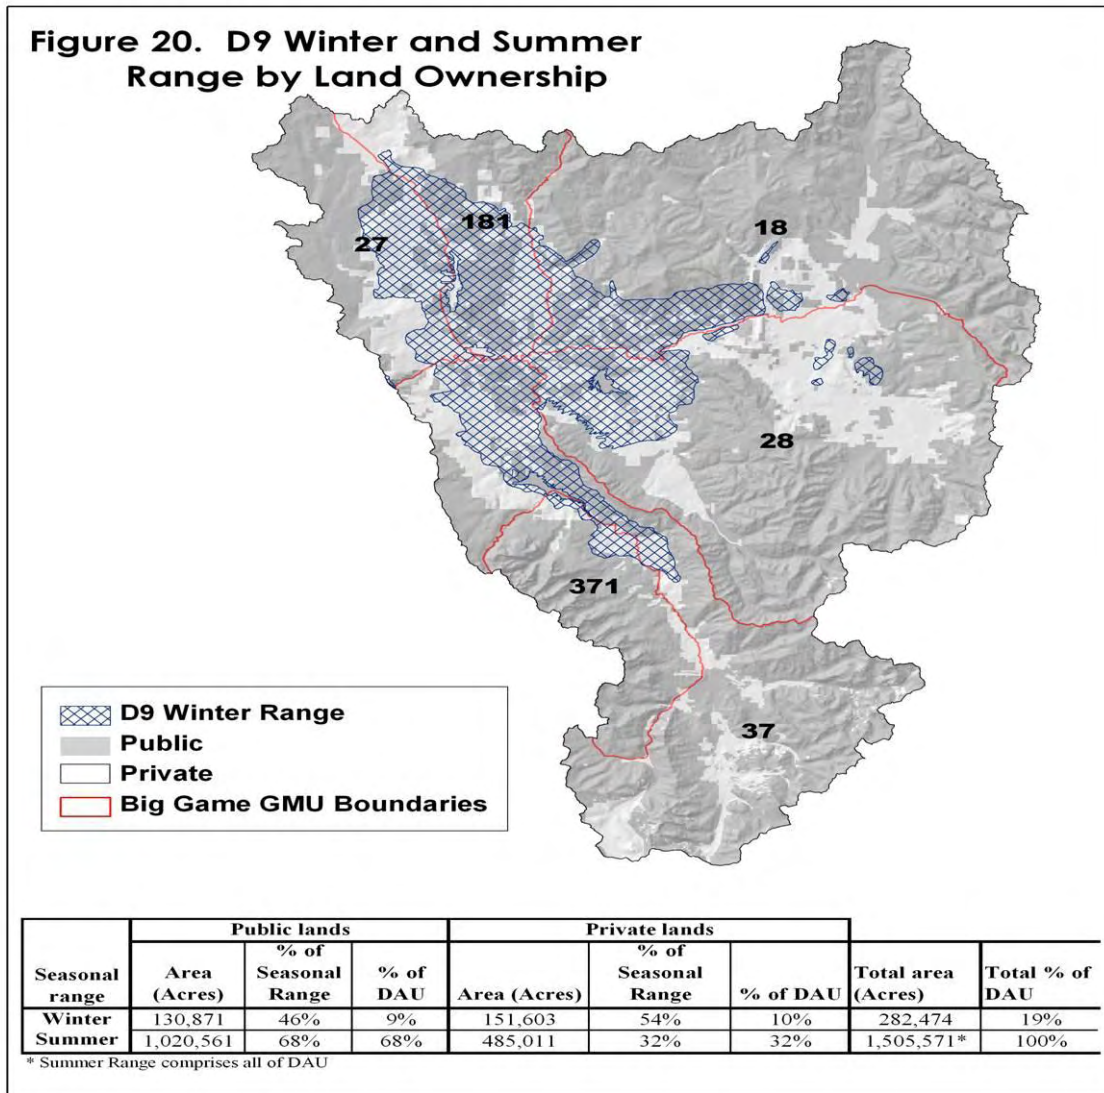 Figure 20. D9 Winter and Summer
Range by Land Ownership
181
18
27
28
371
37
D9 Winter Range
Public
Private
Big Game GMU Boundaries
Public lands Private lands
Seasonal range Area (Acres) % of Seasonal Range % of DAU Area (Acres) % of Seasonal Range % of DAU Total area (Acres) Total % of DAU
Winter 130,871 46% 9% 151,603 54% 10% 282,474 19%
Summer 1,020,561 68% 68% 485,011 32% 32% 1,505,571* 100%
* Summer Range comprises all of DAU